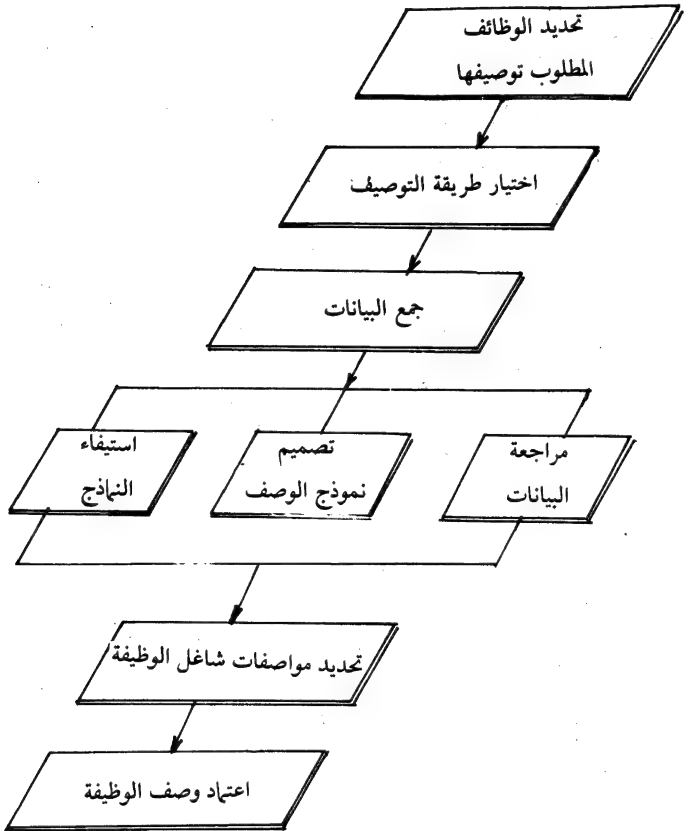 تحديد الوظائف
المطلوب توصيفها
اختيار طريقة التوصيف
جمع البيانات
مراجعة
البيانات
تصميم
نموذج الوصف
استيفاء
النماذج
تحديد مواصفات شاغل الوظيفة
اعتماد وصف الوظيفة